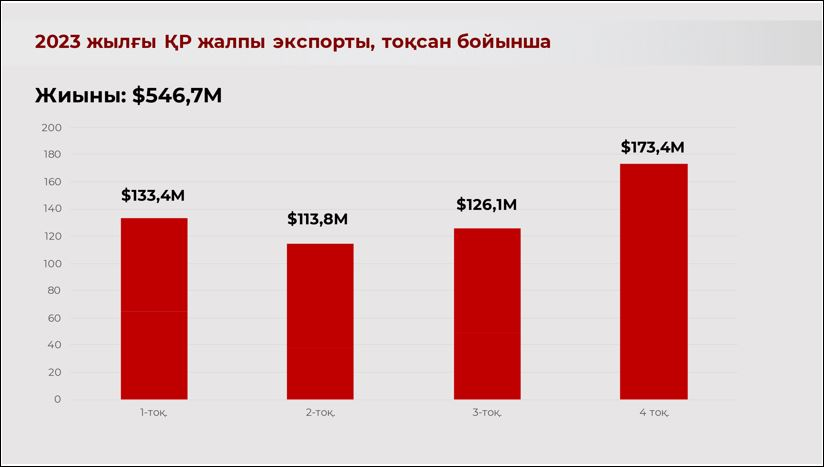 2023 жылғы ҚР жалпы экспорты, тоқсан бойынша
Жиыны: $546,7M
200
180
160
140
120
100
80
60
40
20
0
$133,4M
$113,8M
$126,1M
$173,4M
1-тоқ.
2-тоқ.
3-тоқ.
4 тоқ.